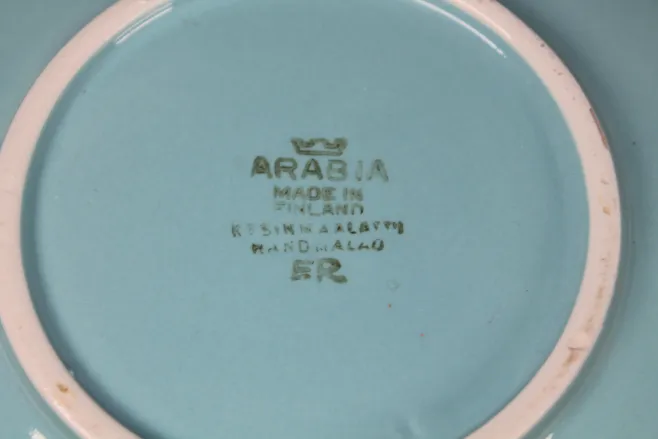 ARABIA
MADE IN
FINLAND
KÄSINMAALATTU
HANDMÅLAD
ER